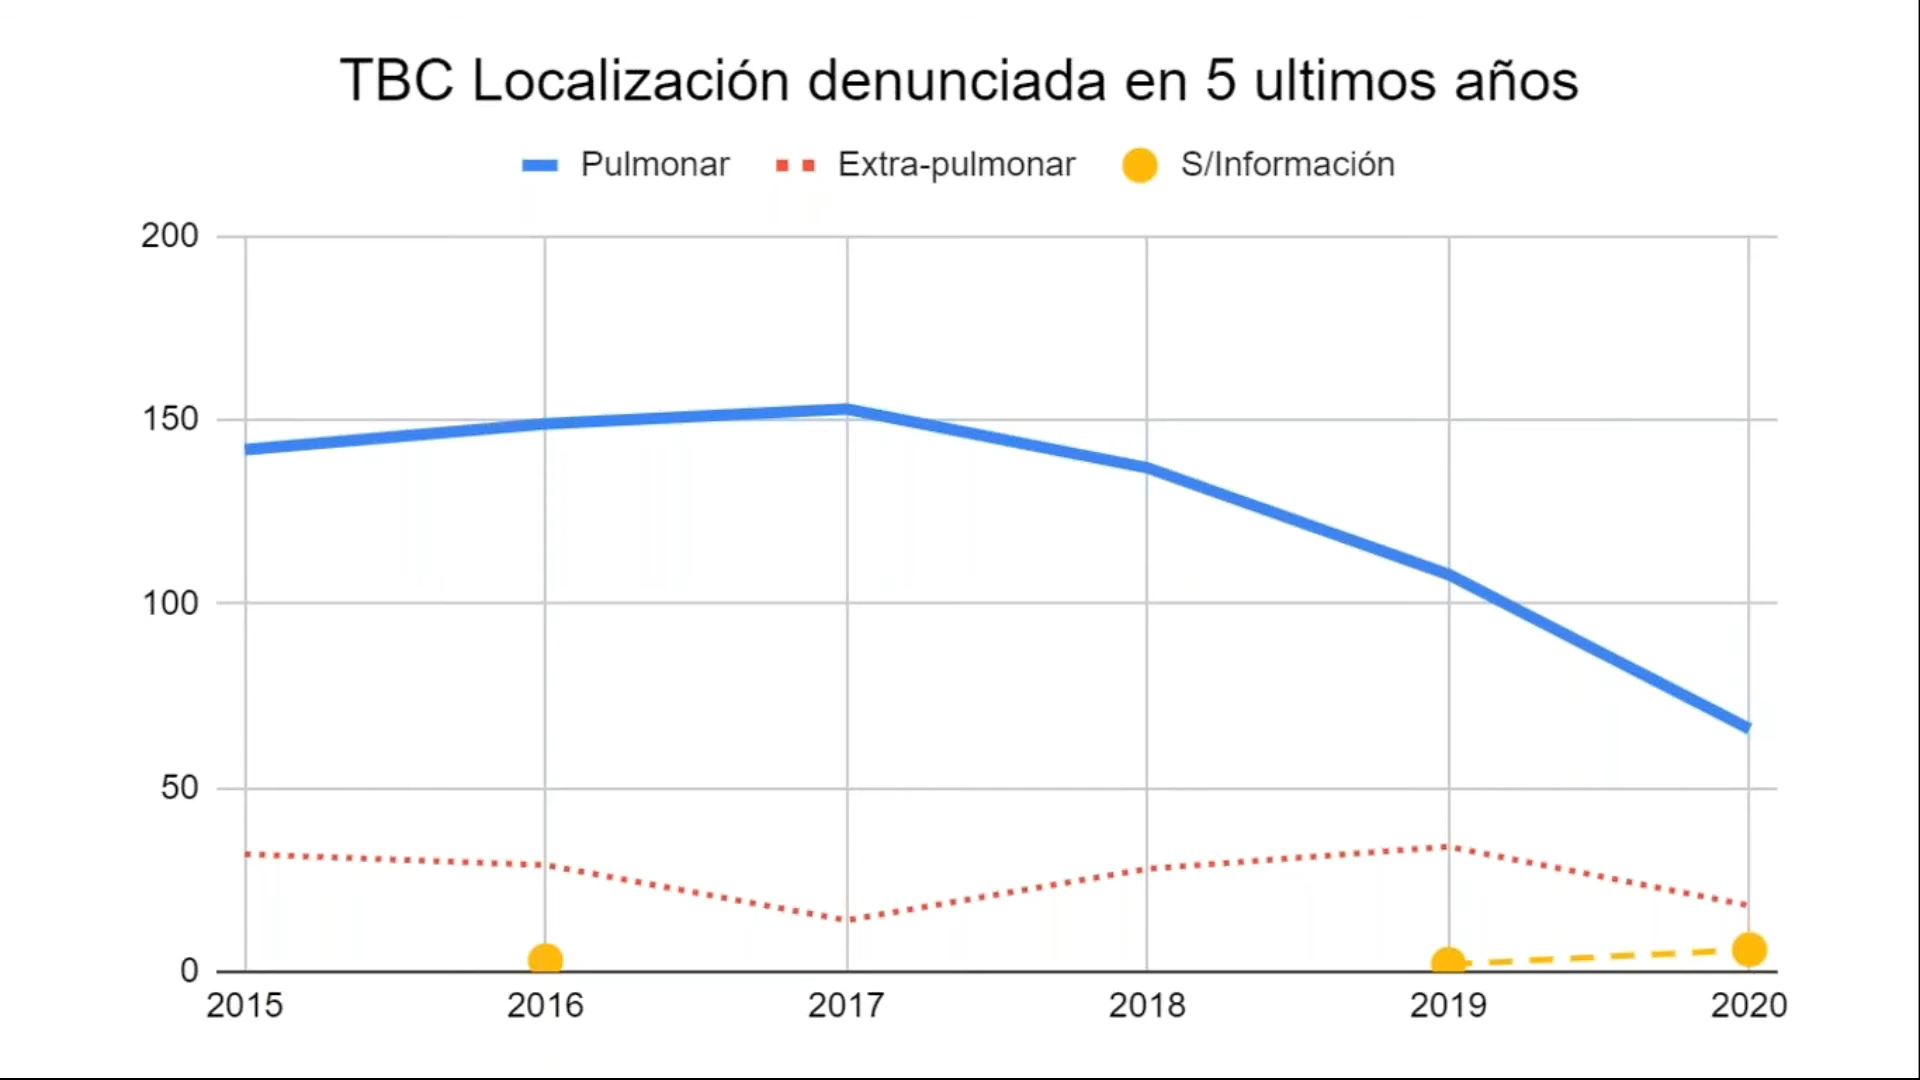 TBC Localización denunciada en 5 ultimos años
Pulmonar Extra-pulmonar S/Información
200
150
100
50
0
2015 2016 2017 2018 2019 2020